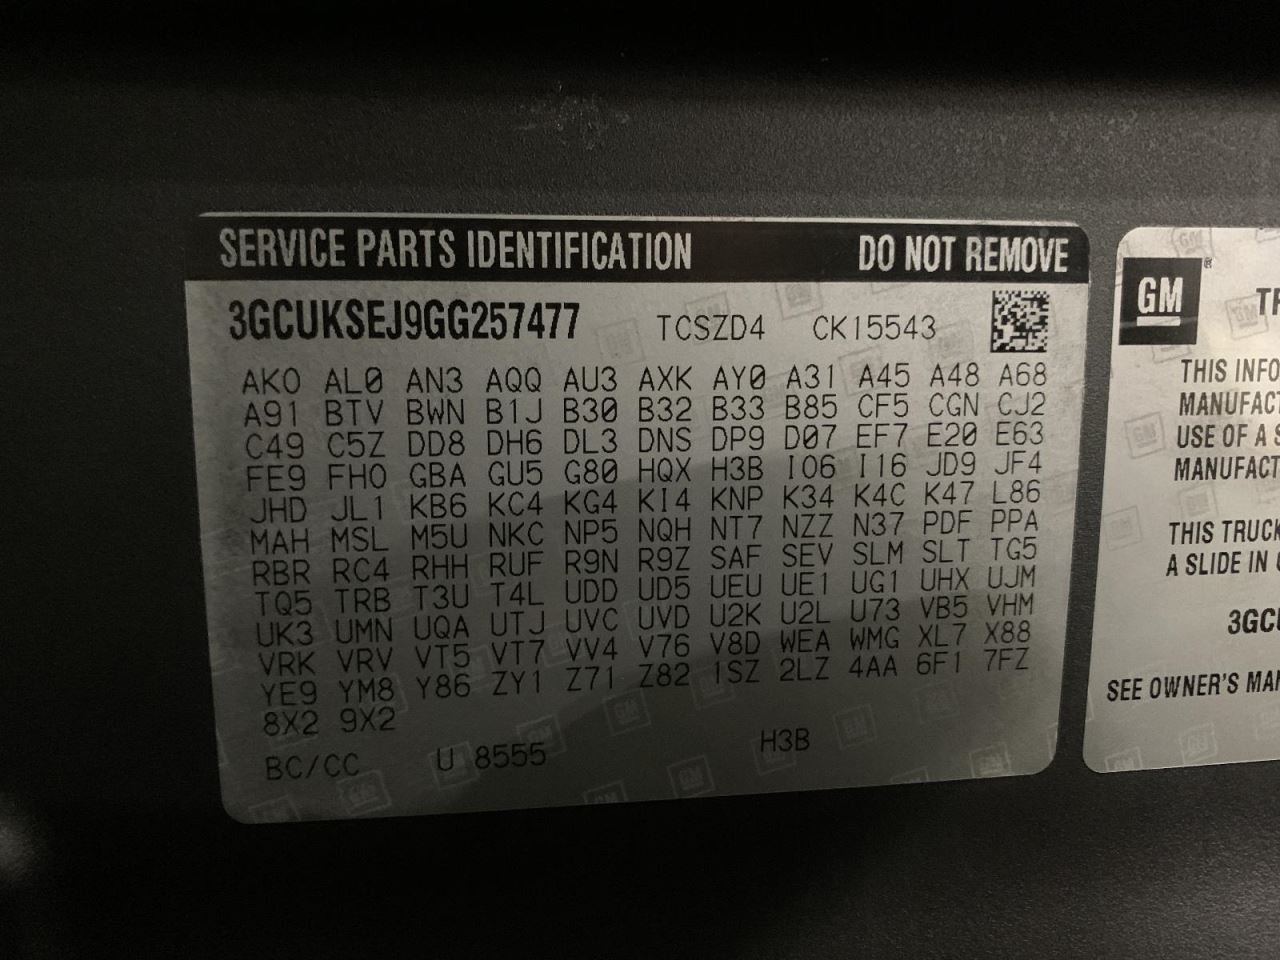 SERVICE PARTS IDENTIFICATION DO NOT REMOVE
3GCUKSEJ9GG257477 TCSZD4 CK15543
AK0 AL0 AN3 AQQ AU3 AXK AY0 A31 A45 A48 A68
A91 BTV BWN B1J B30 B32 B33 B85 CF5 CGN CJ2
C49 C5Z DD8 DH6 DL3 DNS DP9 D07 EF7 E20 E63
FE9 FHO GBA GU5 G80 HQX H3B I06 I16 JD9 JF4
JHD JL1 KB6 KC4 KG4 KI4 KNP K34 K4C K47 L86
MAH MSL M5U NKC NP5 NQH NT7 NZZ N37 PDF PPA
RBR RC4 RHH RUF R9N R9Z SAF SEV SLM SLT TG5
TQ5 TRB T3U T4L UDD UD5 UEU UE1 UG1 UHX UJM
UK3 UMN UQA UTJ UVC UVD U2K U2L U73 VB5 VHM
VRK VRV VT5 VT7 VV4 V76 V8D WEA WMG XL7 X88
YE9 YM8 Y86 ZY1 Z71 Z82 1SZ 2LZ 4AA 6F1 7FZ
8X2 9X2
BC/CC U 8555 H3B
GM ®
THIS INFO
MANUFACT
USE OF A S
MANUFACT
THIS TRUCK
A SLIDE IN
3GCU
SEE OWNER'S MAN